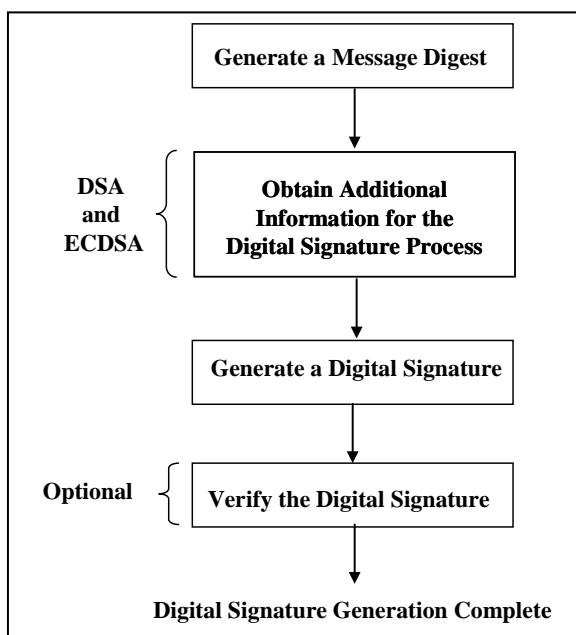 Generate a Message Digest
DSA
and
ECDSA
Obtain Additional
Information for the
Digital Signature Process
Generate a Digital Signature
Optional
Verify the Digital Signature
Digital Signature Generation Complete